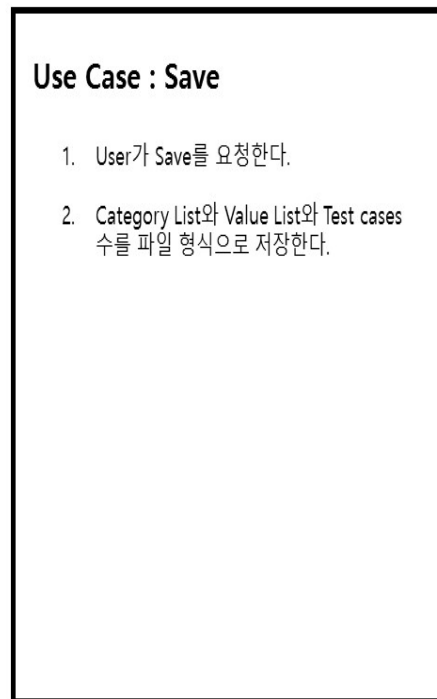 Use Case : Save
1. User가 Save를 요청한다.
2. Category List와 Value List와 Test cases
수를 파일 형식으로 저장한다.